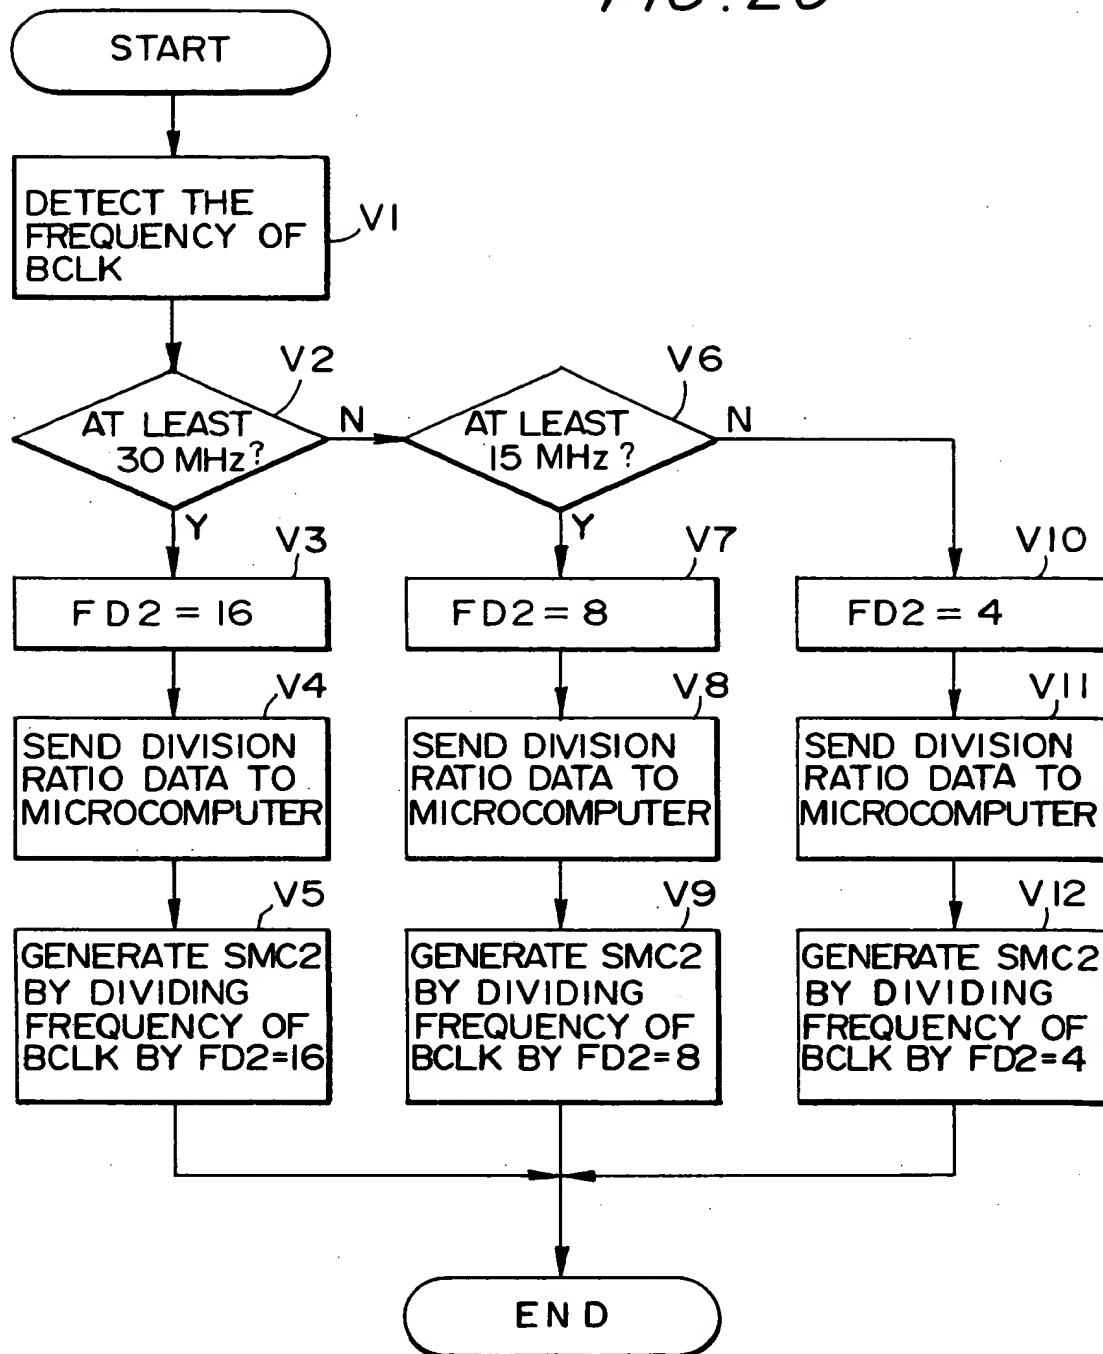 START
DETECT THE
FREQUENCY OF
BCLK
V1
V2
AT LEAST
30 MHz?
N
Y
V6
AT LEAST
15 MHz?
N
Y
V3
FD2 = 16
V7
FD2 = 8
V10
FD2 = 4
V4
SEND DIVISION
RATIO DATA TO
MICROCOMPUTER
V8
SEND DIVISION
RATIO DATA TO
MICROCOMPUTER
V11
SEND DIVISION
RATIO DATA TO
MICROCOMPUTER
V5
GENERATE SMC2
BY DIVIDING
FREQUENCY OF
BCLK BY FD2=16
V9
GENERATE SMC2
BY DIVIDING
FREQUENCY OF
BCLK BY FD2=8
V12
GENERATE SMC2
BY DIVIDING
FREQUENCY OF
BCLK BY FD2=4
END